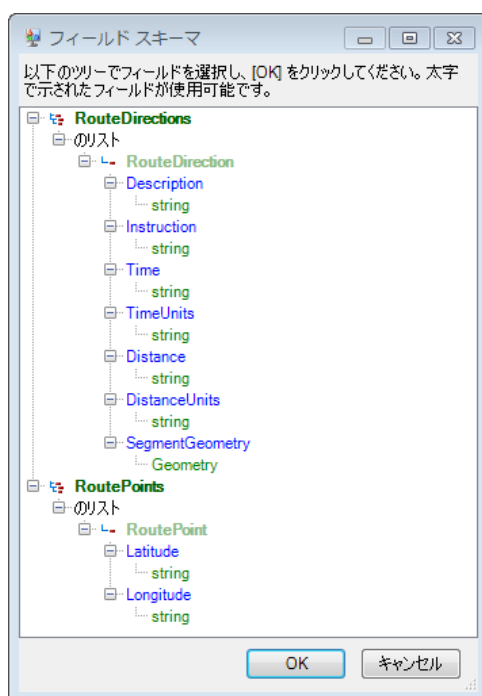 フィールド スキーマ
以下のツリーでフィールドを選択し、[OK] をクリックしてください。太字
で示されたフィールドが使用可能です。
RouteDirections
のリスト
RouteDirection
Description
string
Instruction
string
Time
string
TimeUnits
string
Distance
string
DistanceUnits
string
SegmentGeometry
Geometry
RoutePoints
のリスト
RoutePoint
Latitude
string
Longitude
string
OK
キャンセル